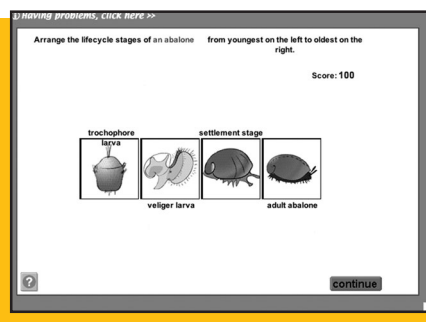 Having problems, click here >>
Arrange the lifecycle stages of an abalone from youngest on the left to oldest on the
right.
Score: 100
trochophore
larva
settlement stage
veliger larva
adult abalone
?
continue